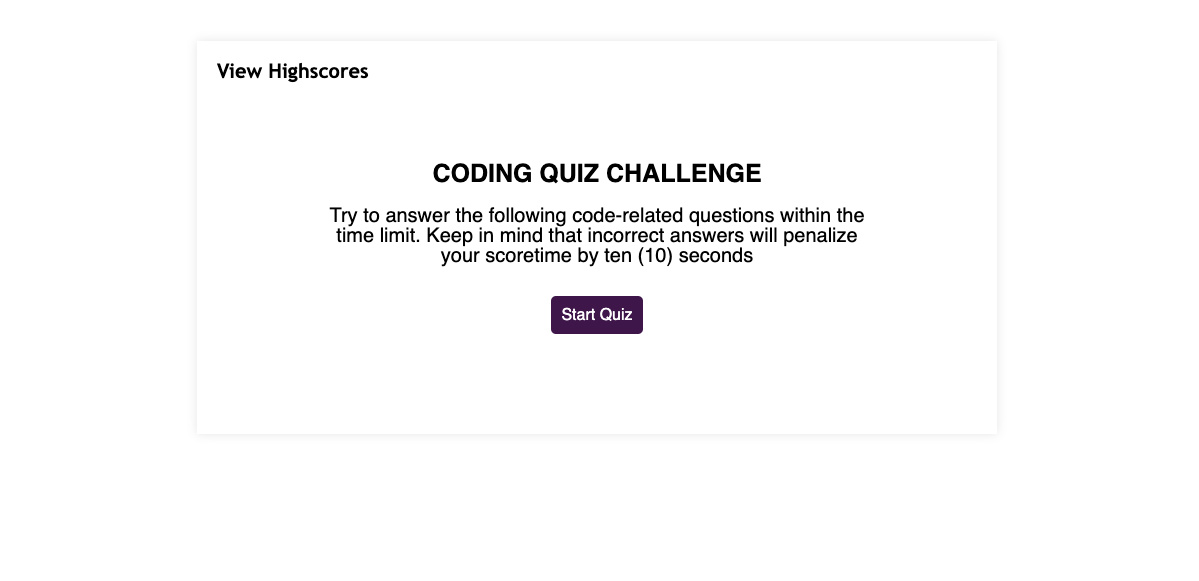 View Highscores
CODING QUIZ CHALLENGE
Try to answer the following code-related questions within the
time limit. Keep in mind that incorrect answers will penalize
your scoretime by ten (10) seconds
Start Quiz